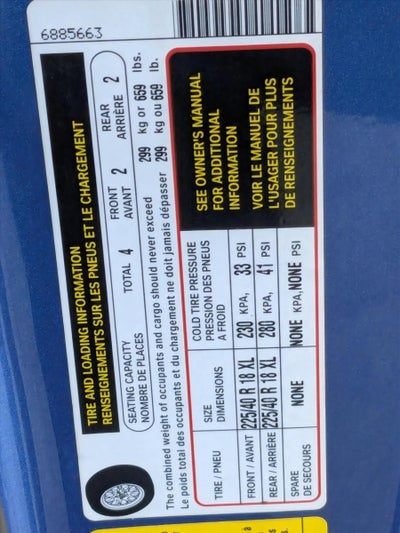 6885663
TIRE AND LOADING INFORMATION
RENSEIGNEMENTS SUR LES PNEUS ET LE CHARGEMENT
SEATING CAPACITY
NOMBRE DE PLACES
TOTAL 4
FRONT
AVANT 2
REAR
ARRIÈRE 2
The combined weight of occupants and cargo should never exceed 299 kg or 659 lbs.
Le poids total des occupants et du chargement ne doit jamais dépasser 299 kg ou 659 lb.
TIRE / PNEU
SIZE
DIMENSIONS
COLD TIRE PRESSURE
PRESSION DES PNEUS
A FROID
FRONT / AVANT 225/40 R 18 XL 230 KPA, 33 PSI
REAR / ARRIÈRE 225/40 R 18 XL 280 KPA, 41 PSI
SPARE
DE SECOURS
NONE NONE KPA, NONE PSI
SEE OWNER'S MANUAL
FOR ADDITIONAL
INFORMATION
VOIR LE MANUEL DE
L'USAGER POUR PLUS
DE RENSEIGNEMENTS